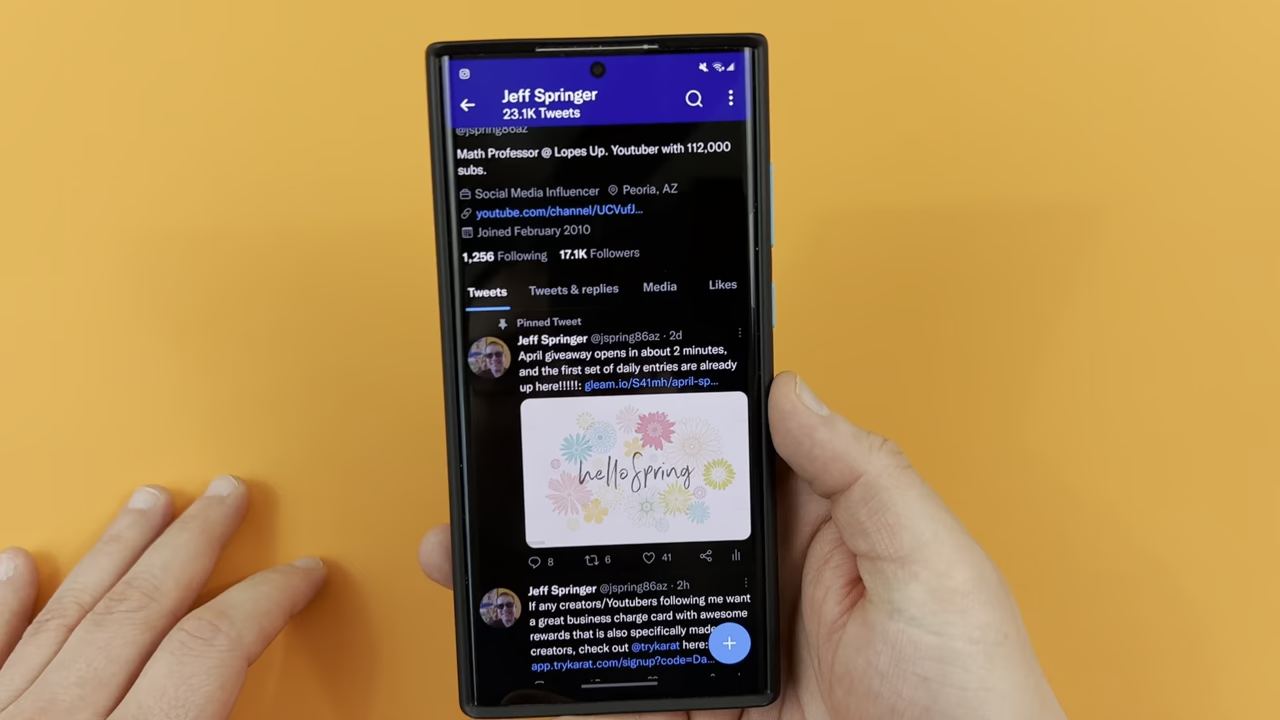 Jeff Springer
23.1K Tweets
@jspring86az
Math Professor @ Lopes Up. Youtuber with 112,000
subs.
Social Media Influencer Peoria, AZ
youtube.com/channel/UCVufJ...
Joined February 2010
1,256 Following 17.1K Followers
Tweets Tweets & replies Media Likes
Pinned Tweet
Jeff Springer @jspring86az · 2d
April giveaway opens in about 2 minutes,
and the first set of daily entries are already
up here!!!!!: gleam.io/S41mh/april-sp...
hello Spring
8 6 41
Jeff Springer @jspring86az · 2h
If any creators/Youtubers following me want
a great business charge card with awesome
rewards that is also specifically made
creators, check out @trykarat here:
app.trykarat.com/signup?code=Da...